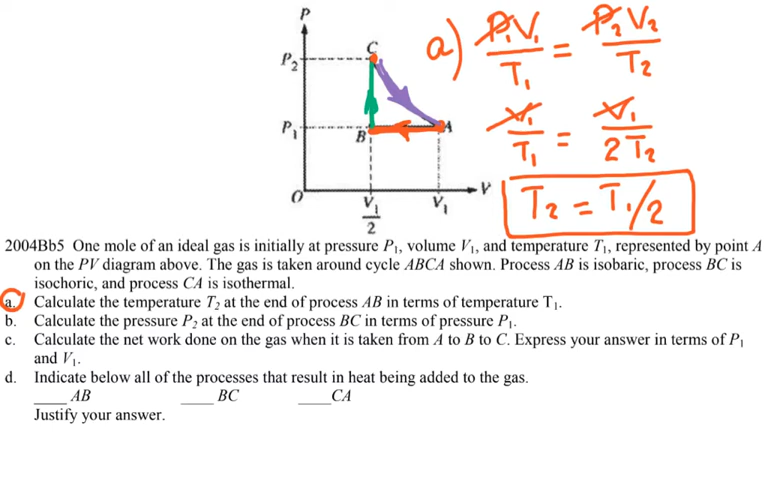 P
C
P₂
P₁
B
A
O
V₁/2
V₁
V
a) P₁V₁/T₁ = P₂V₂/T₂
V₁/T₁ = V₁/2T₂
T₂ = T₁/2
2004Bb5 One mole of an ideal gas is initially at pressure P₁, volume V₁, and temperature T₁, represented by point A
on the PV diagram above. The gas is taken around cycle ABCA shown. Process AB is isobaric, process BC is
isochoric, and process CA is isothermal.
a. Calculate the temperature T₂ at the end of process AB in terms of temperature T₁.
b. Calculate the pressure P₂ at the end of process BC in terms of pressure P₁.
c. Calculate the net work done on the gas when it is taken from A to B to C. Express your answer in terms of P₁
and V₁.
d. Indicate below all of the processes that result in heat being added to the gas.
____ AB ____ BC ____ CA
Justify your answer.